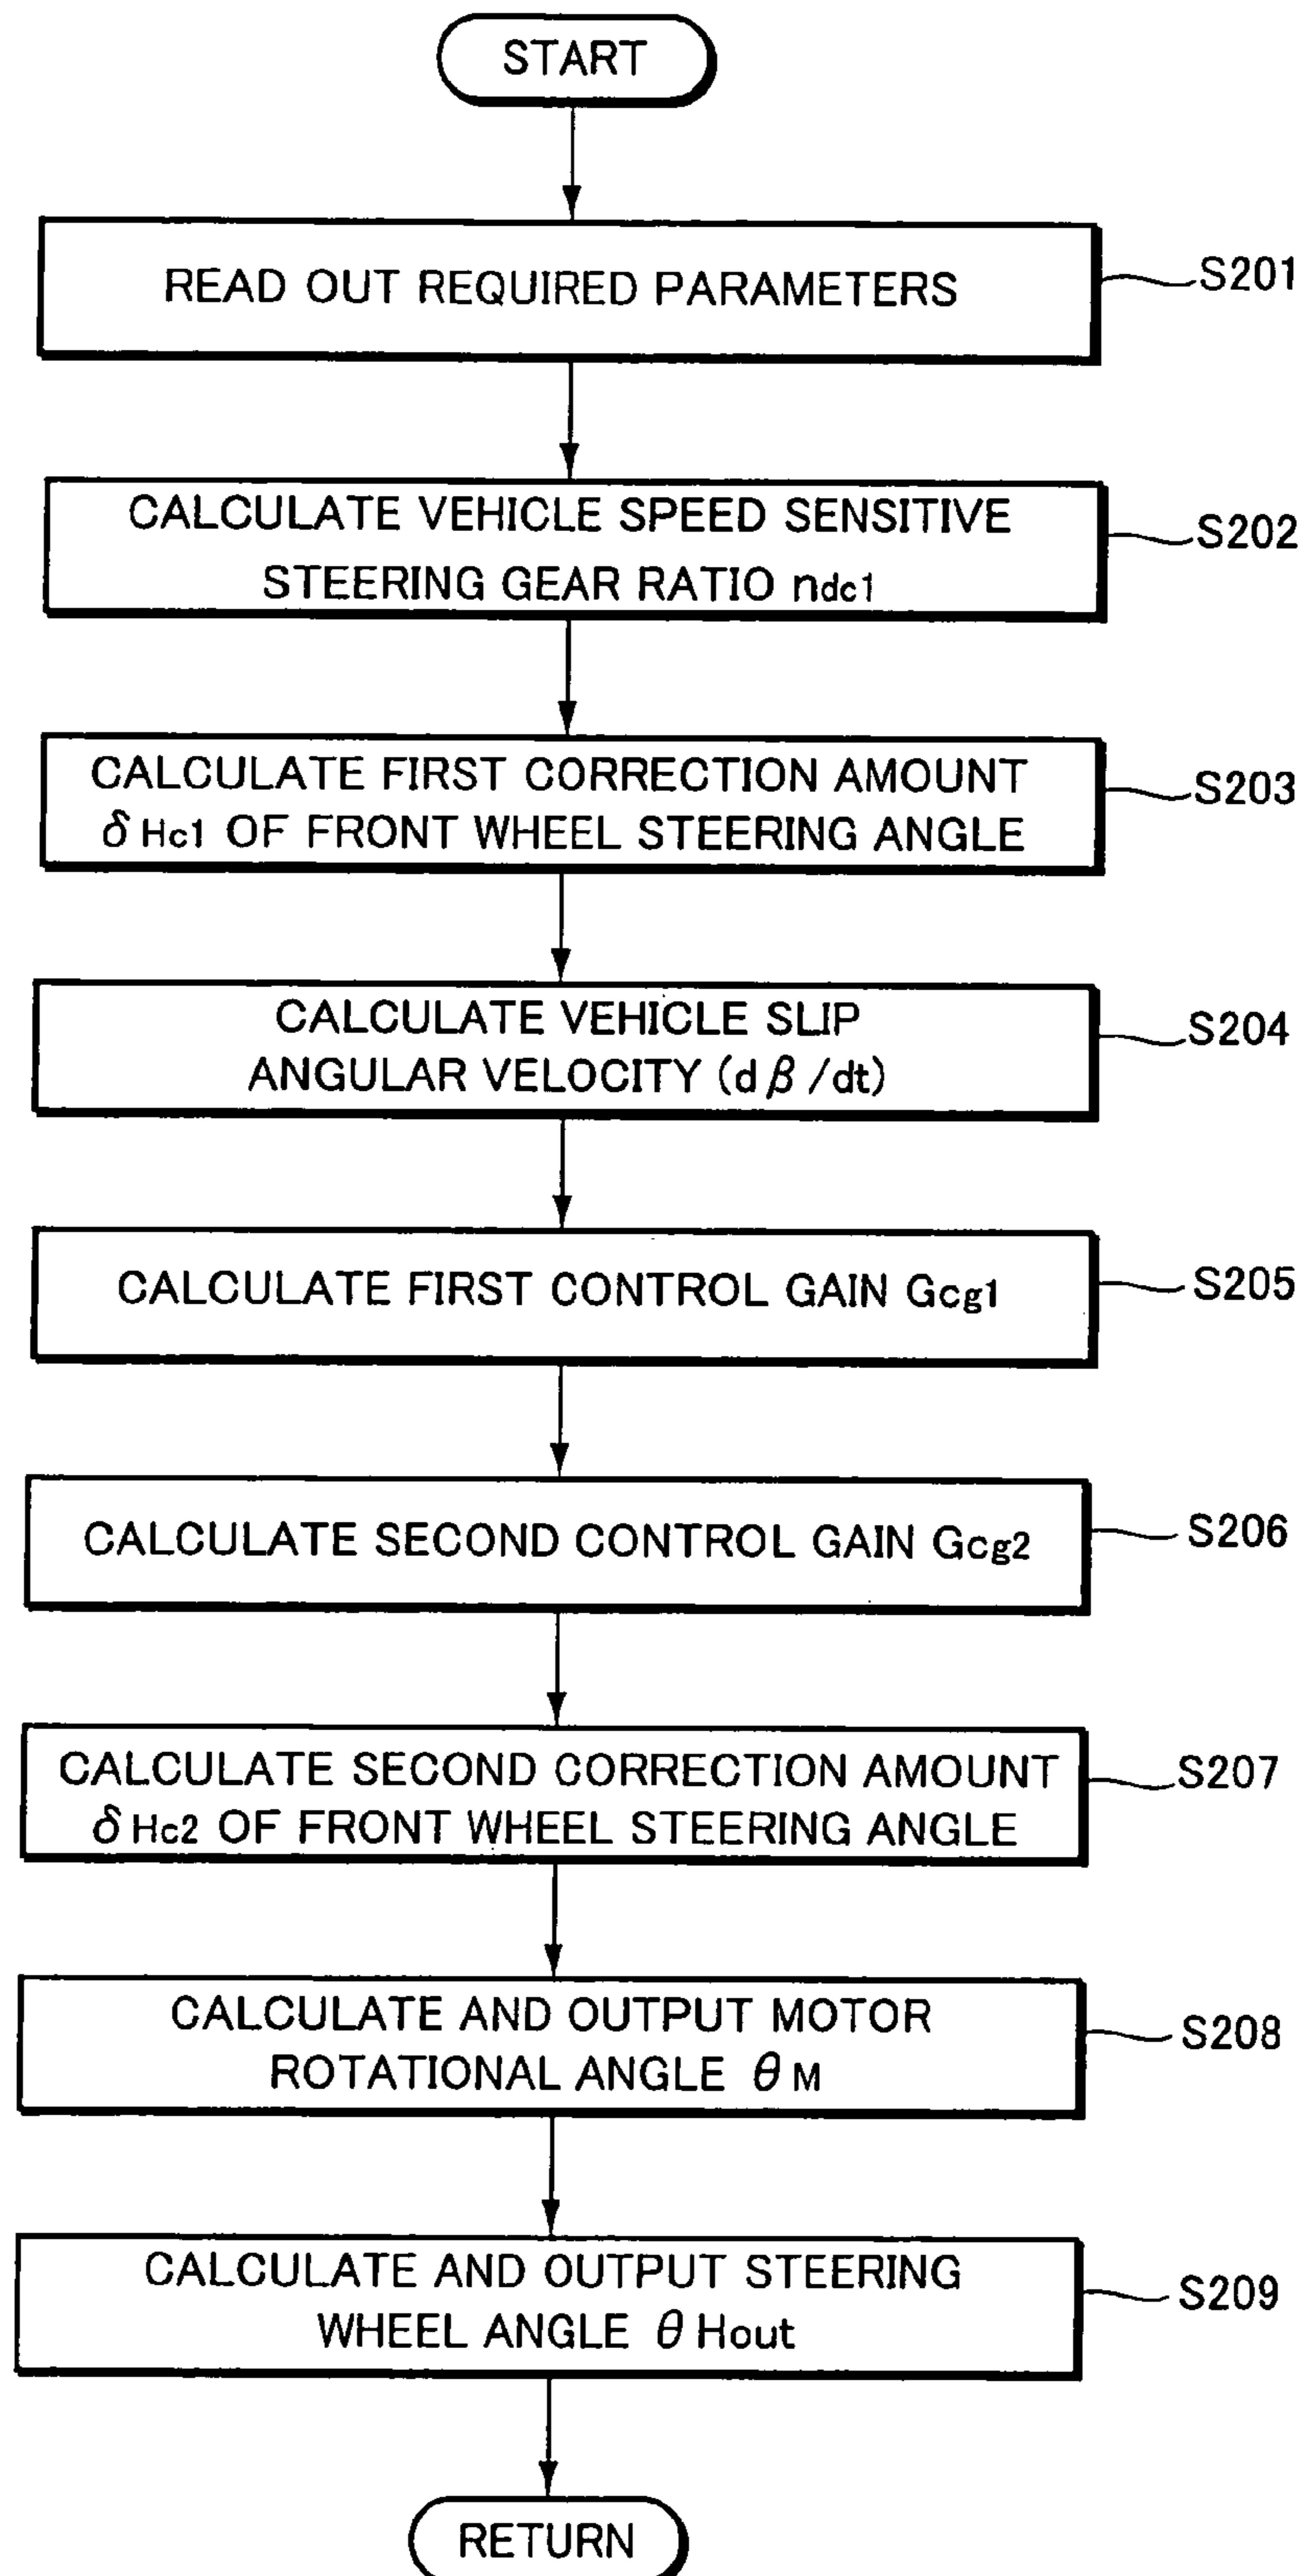 START
READ OUT REQUIRED PARAMETERS
S201
CALCULATE VEHICLE SPEED SENSITIVE
STEERING GEAR RATIO ndc1
S202
CALCULATE FIRST CORRECTION AMOUNT
δHc1 OF FRONT WHEEL STEERING ANGLE
S203
CALCULATE VEHICLE SLIP
ANGULAR VELOCITY (dβ/dt)
S204
CALCULATE FIRST CONTROL GAIN Gcg1
S205
CALCULATE SECOND CONTROL GAIN Gcg2
S206
CALCULATE SECOND CORRECTION AMOUNT
δHc2 OF FRONT WHEEL STEERING ANGLE
S207
CALCULATE AND OUTPUT MOTOR
ROTATIONAL ANGLE θM
S208
CALCULATE AND OUTPUT STEERING
WHEEL ANGLE θHout
S209
RETURN